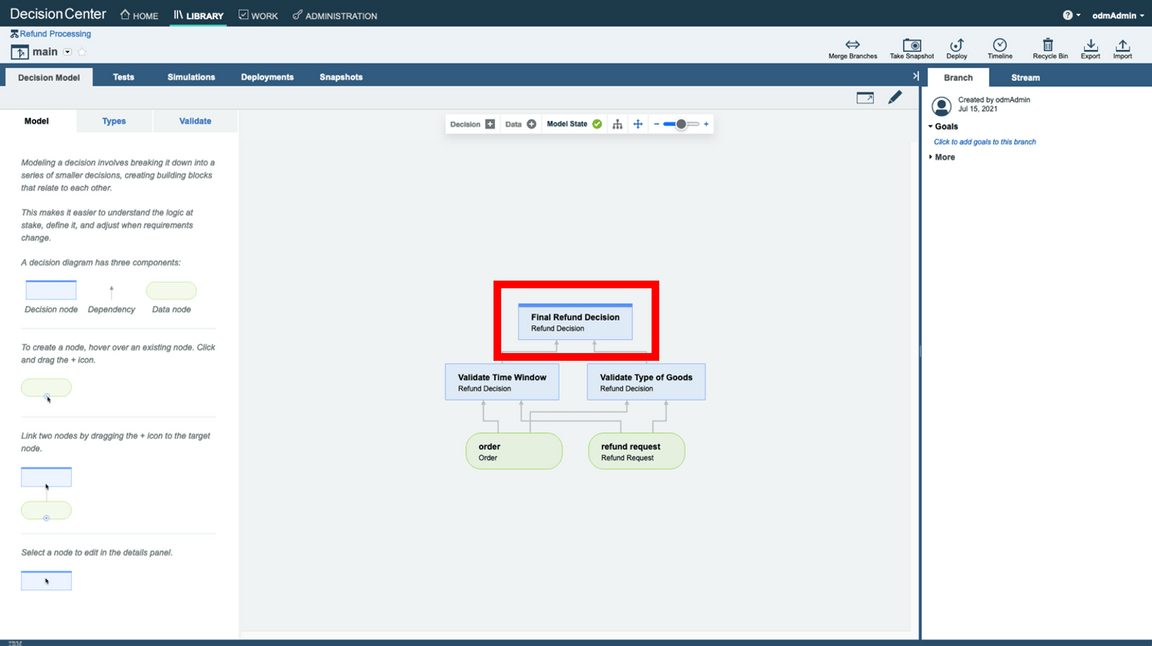 Decision Center
HOME
LIBRARY
WORK
ADMINISTRATION
odmAdmin
Refund Processing
main
Merge Branches
Take Snapshot
Deploy
Timeline
Recycle Bin
Export
Import
Decision Model
Tests
Simulations
Deployments
Snapshots
Branch
Stream
Model
Types
Validate
Decision
Data
Model State
Created by odmAdmin
Jul 15, 2021
Goals
Click to add goals to this branch
More
Modeling a decision involves breaking it down into a
series of smaller decisions, creating building blocks
that relate to each other.
This makes it easier to understand the logic at
stake, define it, and adjust when requirements
change.
A decision diagram has three components:
Decision node
Dependency
Data node
To create a node, hover over an existing node. Click
and drag the + icon.
Link two nodes by dragging the + icon to the target
node.
Select a node to edit in the details panel.
Final Refund Decision
Refund Decision
Validate Time Window
Refund Decision
Validate Type of Goods
Refund Decision
order
Order
refund request
Refund Request
IBM